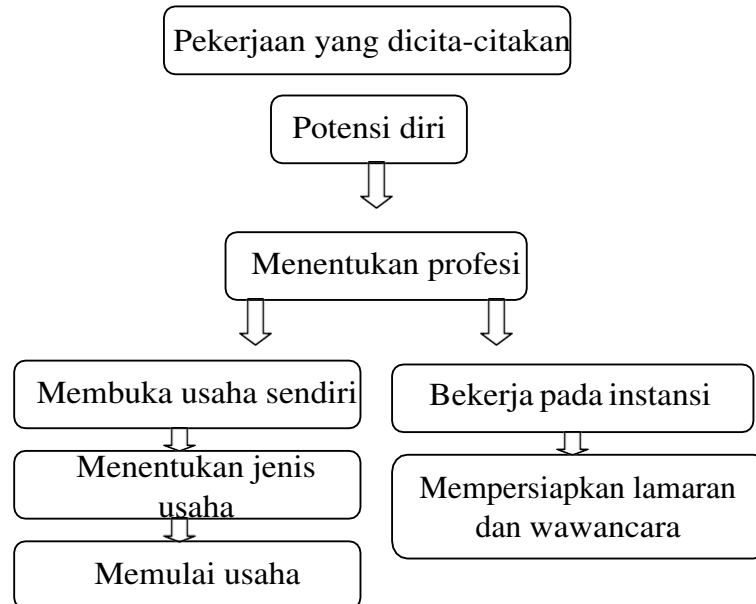 Pekerjaan yang dicita-citakan
Potensi diri
Menentukan profesi
Membuka usaha sendiri
Bekerja pada instansi
Menentukan jenis
usaha
Mempersiapkan lamaran
dan wawancara
Memulai usaha